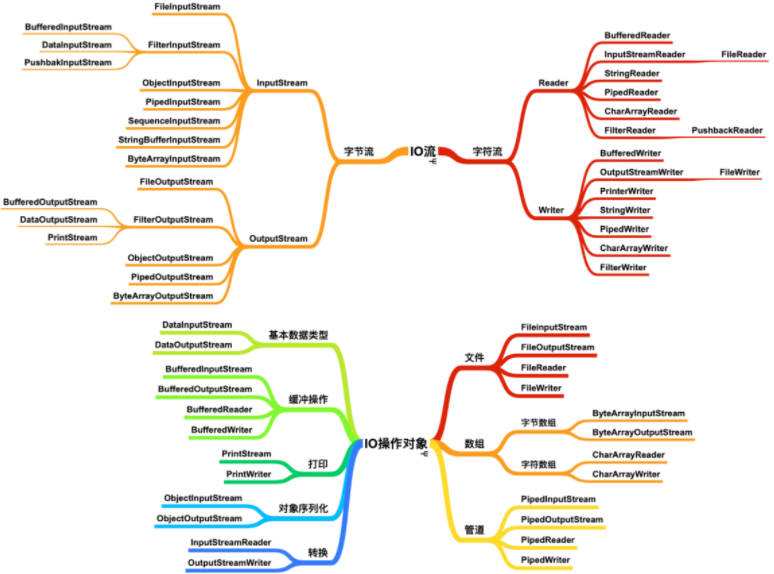 FileInputStream
BufferedInputStream
DataInputStream
PushbakInputStream
FilterInputStream
ObjectInputStream
PipedInputStream
SequenceInputStream
StringBufferInputStream
ByteArrayInputStream
InputStream
FileOutputStream
BufferedOutputStream
DataOutputStream
PrintStream
FilterOutputStream
ObjectOutputStream
PipedOutputStream
ByteArrayOutputStream
OutputStream
字节流
IO流
字符流
Reader
BufferedReader
InputStreamReader
FileReader
StringReader
PipedReader
CharArrayReader
FilterReader
PushbackReader
Writer
BufferedWriter
OutputStreamWriter
FileWriter
PrinterWriter
StringWriter
PipedWriter
CharArrayWriter
FilterWriter
DataInputStream
DataOutputStream
基本数据类型
BufferedInputStream
BufferedOutputStream
BufferedReader
BufferedWriter
缓冲操作
PrintStream
PrintWriter
打印
ObjectInputStream
ObjectOutputStream
对象序列化
InputStreamReader
OutputStreamWriter
转换
IO操作对象
文件
FileinputStream
FileOutputStream
FileReader
FileWriter
数组
字节数组
ByteArrayInputStream
ByteArrayOutputStream
字符数组
CharArrayReader
CharArrayWriter
管道
PipedInputStream
PipedOutputStream
PipedReader
PipedWriter